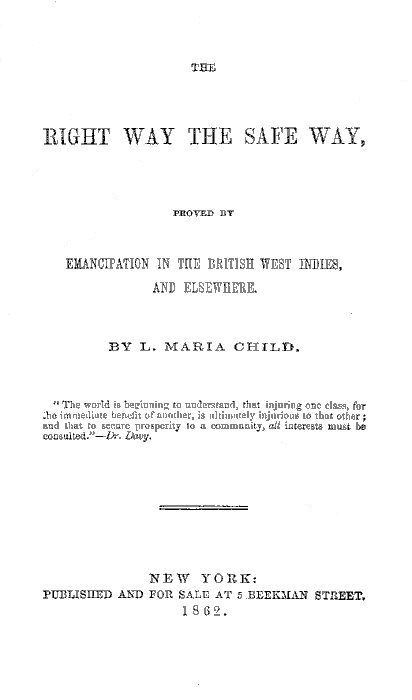 THE
RIGHT WAY THE SAFE WAY,
PROVED BY
EMANCIPATION IN THE BRITISH WEST INDIES,
AND ELSEWHERE.
BY L. MARIA CHILD.
"The world is beginning to understand, that injuring one class, for
the immediate benefit of another, is ultimately injurious to that other;
and that to secure prosperity to a community, all interests must be
consulted."—Dr. Davy.
NEW YORK:
PUBLISHED AND FOR SALE AT 5 BEEKMAN STREET.
1862.